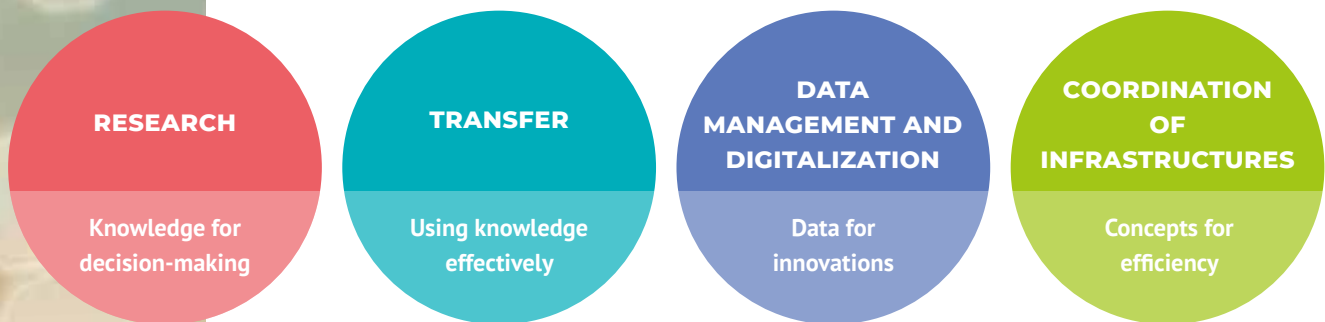 RESEARCH
Knowledge for
decision-making
TRANSFER
Using knowledge
effectively
DATA
MANAGEMENT AND
DIGITALIZATION
Data for
innovations
COORDINATION
OF
INFRASTRUCTURES
Concepts for
efficiency